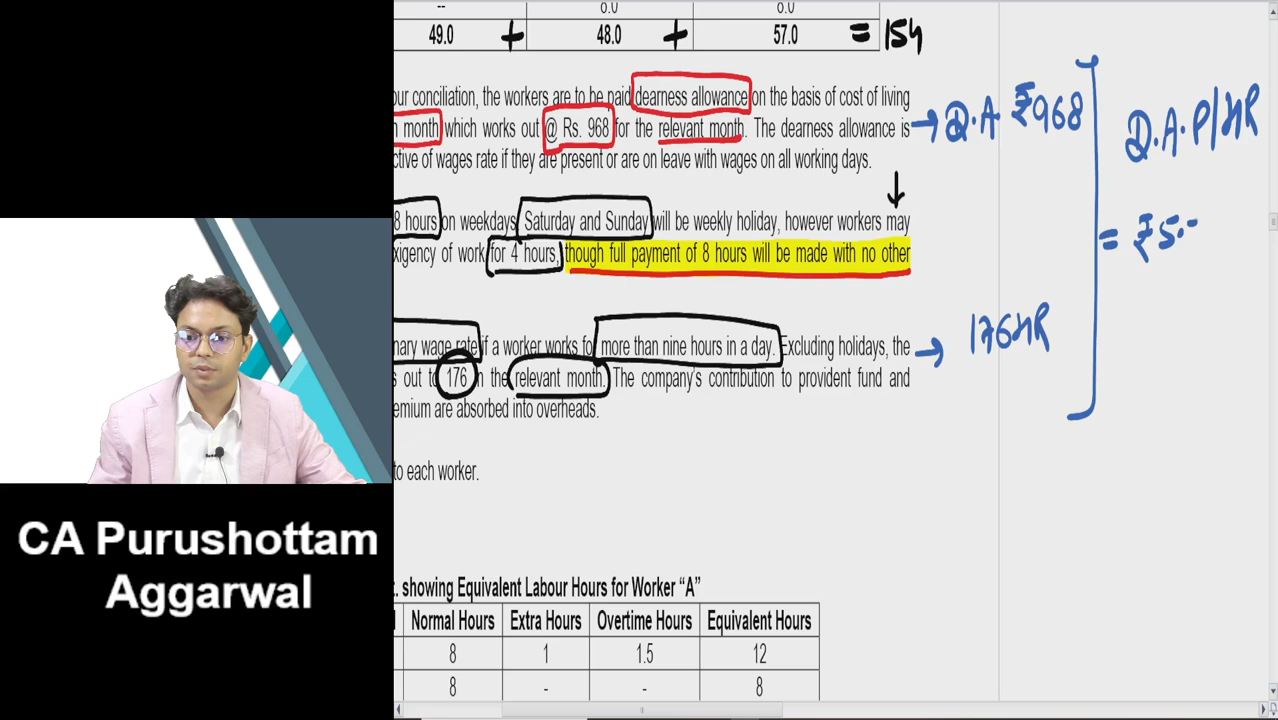 -- 0.0 0.0
49.0 + 48.0 + 57.0 = 154
our conciliation, the workers are to be paid dearness allowance on the basis of cost of living
month which works out @ Rs. 968 for the relevant month. The dearness allowance is
ctive of wages rate if they are present or are on leave with wages on all working days.
→ D.A ₹968
D.A. P/HR
8 hours on weekdays, Saturday and Sunday will be weekly holiday, however workers may
xigency of work for 4 hours, though full payment of 8 hours will be made with no other
= ₹5.
nary wage rate if a worker works for more than nine hours in a day. Excluding holidays, the
s out to 176 in the relevant month. The company's contribution to provident fund and
emium are absorbed into overheads.
→ 176HR
to each worker.
CA Purushottam
Aggarwal
. showing Equivalent Labour Hours for Worker “A”
Normal Hours Extra Hours Overtime Hours Equivalent Hours
8 1 1.5 12
8 - - 8